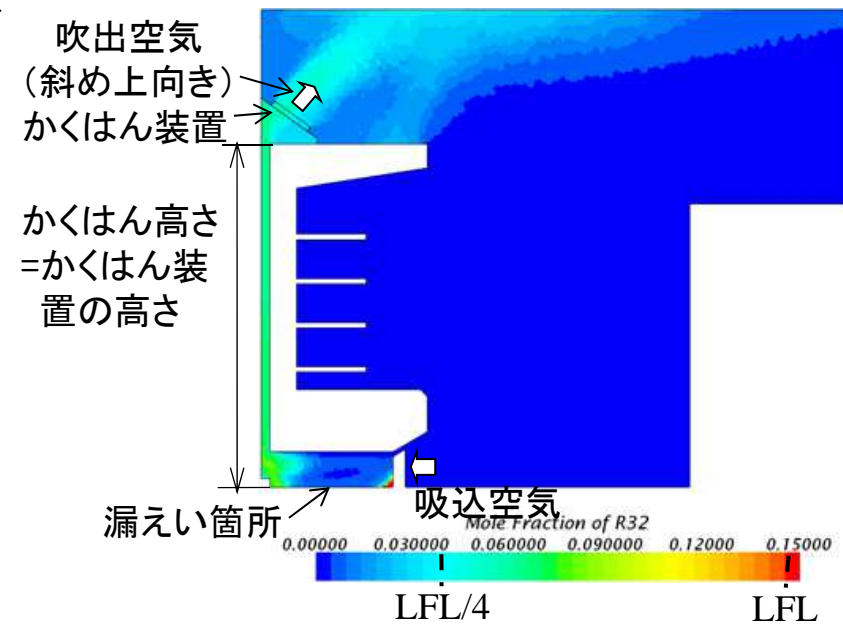 吹出空気
(斜め上向き)
かくはん装置
かくはん高さ
=かくはん装
置の高さ
漏えい箇所
吸込空気
Mole Fraction of R32
0.00000 0.030000 0.060000 0.090000 0.12000 0.15000
LFL/4 LFL